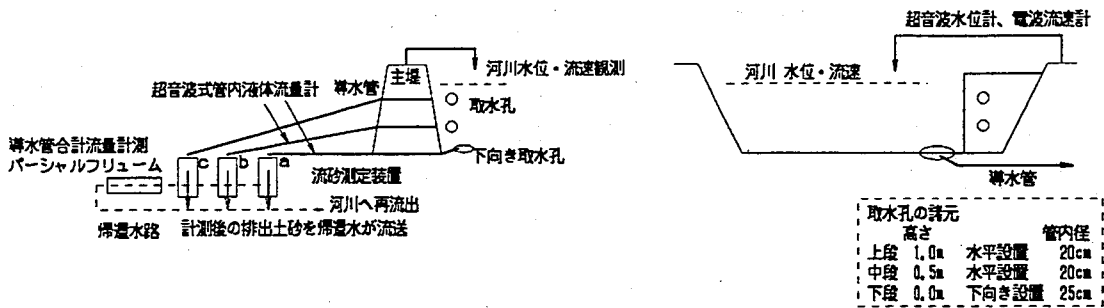 超音波水位計、電波流速計
主堤
河川水位・流速観測
河川 水位・流速
導水管
超音波式管内液体流量計
取水孔
導水管合計流量計測
パーシャルフリューム
c
b
a
下向き取水孔
流砂測定装置
導水管
河川へ再流出
帰還水路
計測後の排出土砂を帰還水が流送
取水孔の諸元
高さ 管内径
上段 1.0m 水平設置 20cm
中段 0.5m 水平設置 20cm
下段 0.0m 下向き設置 25cm